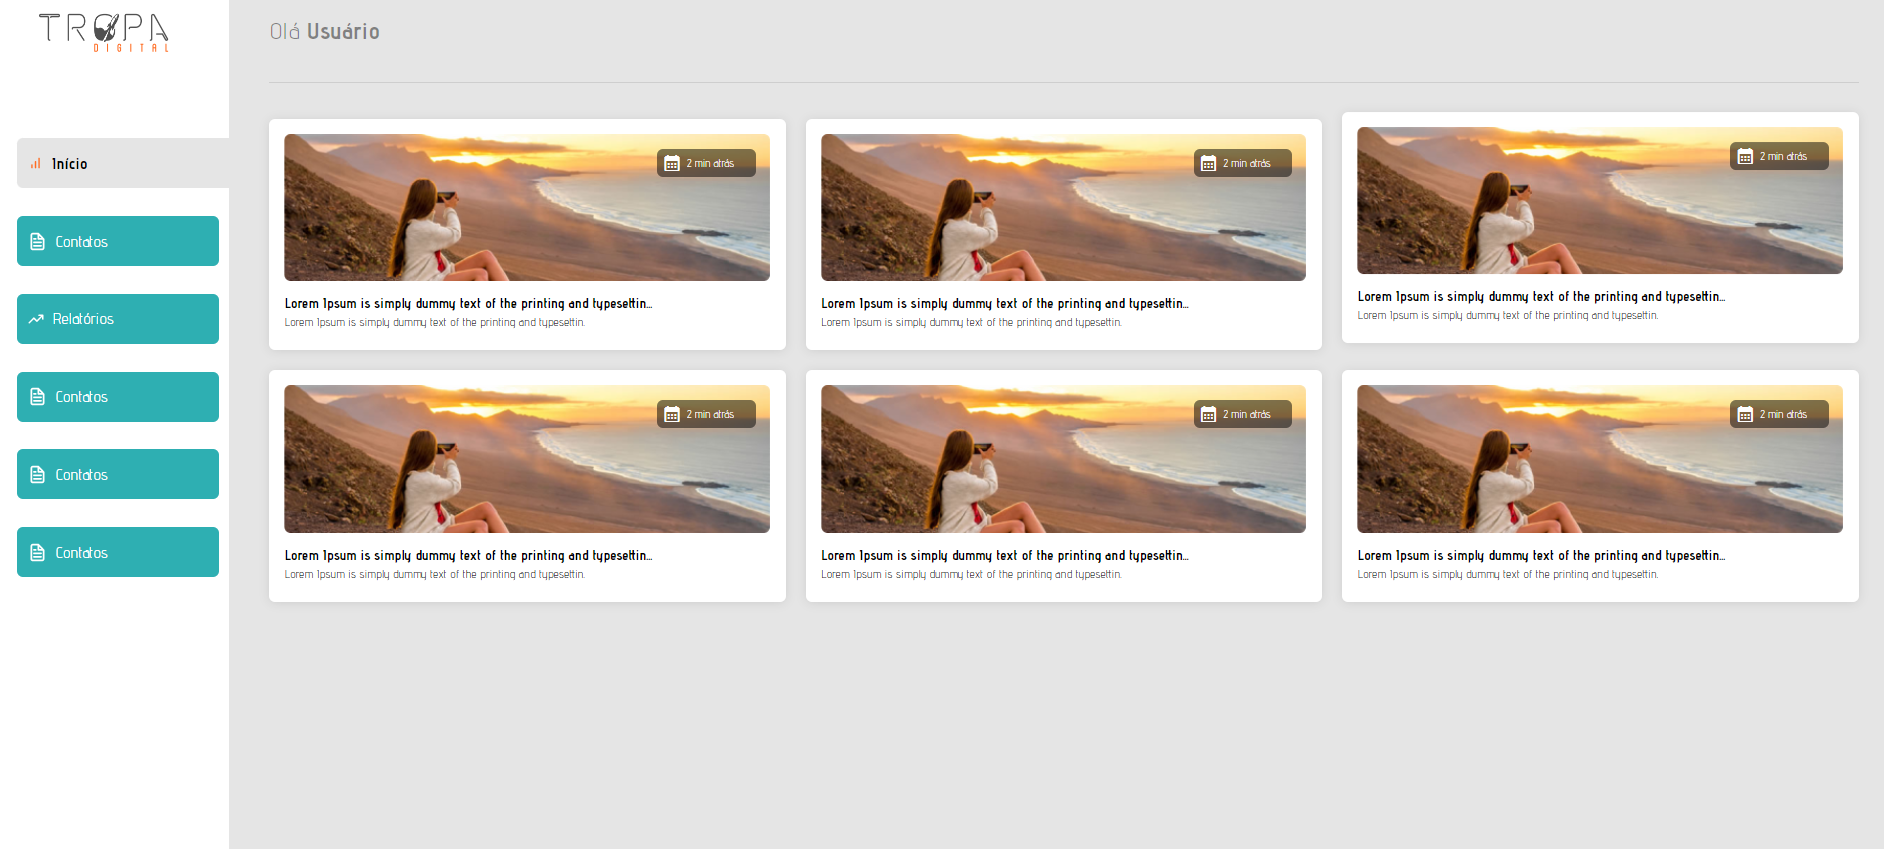 TROPA
DIGITAL
Olá Usuário
Início
Contatos
Relatórios
Contatos
Contatos
Contatos
2 min atrás
Lorem Ipsum is simply dummy text of the printing and typesettin...
Lorem Ipsum is simply dummy text of the printing and typesettin.
2 min atrás
Lorem Ipsum is simply dummy text of the printing and typesettin...
Lorem Ipsum is simply dummy text of the printing and typesettin.
2 min atrás
Lorem Ipsum is simply dummy text of the printing and typesettin...
Lorem Ipsum is simply dummy text of the printing and typesettin.
2 min atrás
Lorem Ipsum is simply dummy text of the printing and typesettin...
Lorem Ipsum is simply dummy text of the printing and typesettin.
2 min atrás
Lorem Ipsum is simply dummy text of the printing and typesettin...
Lorem Ipsum is simply dummy text of the printing and typesettin.
2 min atrás
Lorem Ipsum is simply dummy text of the printing and typesettin...
Lorem Ipsum is simply dummy text of the printing and typesettin.